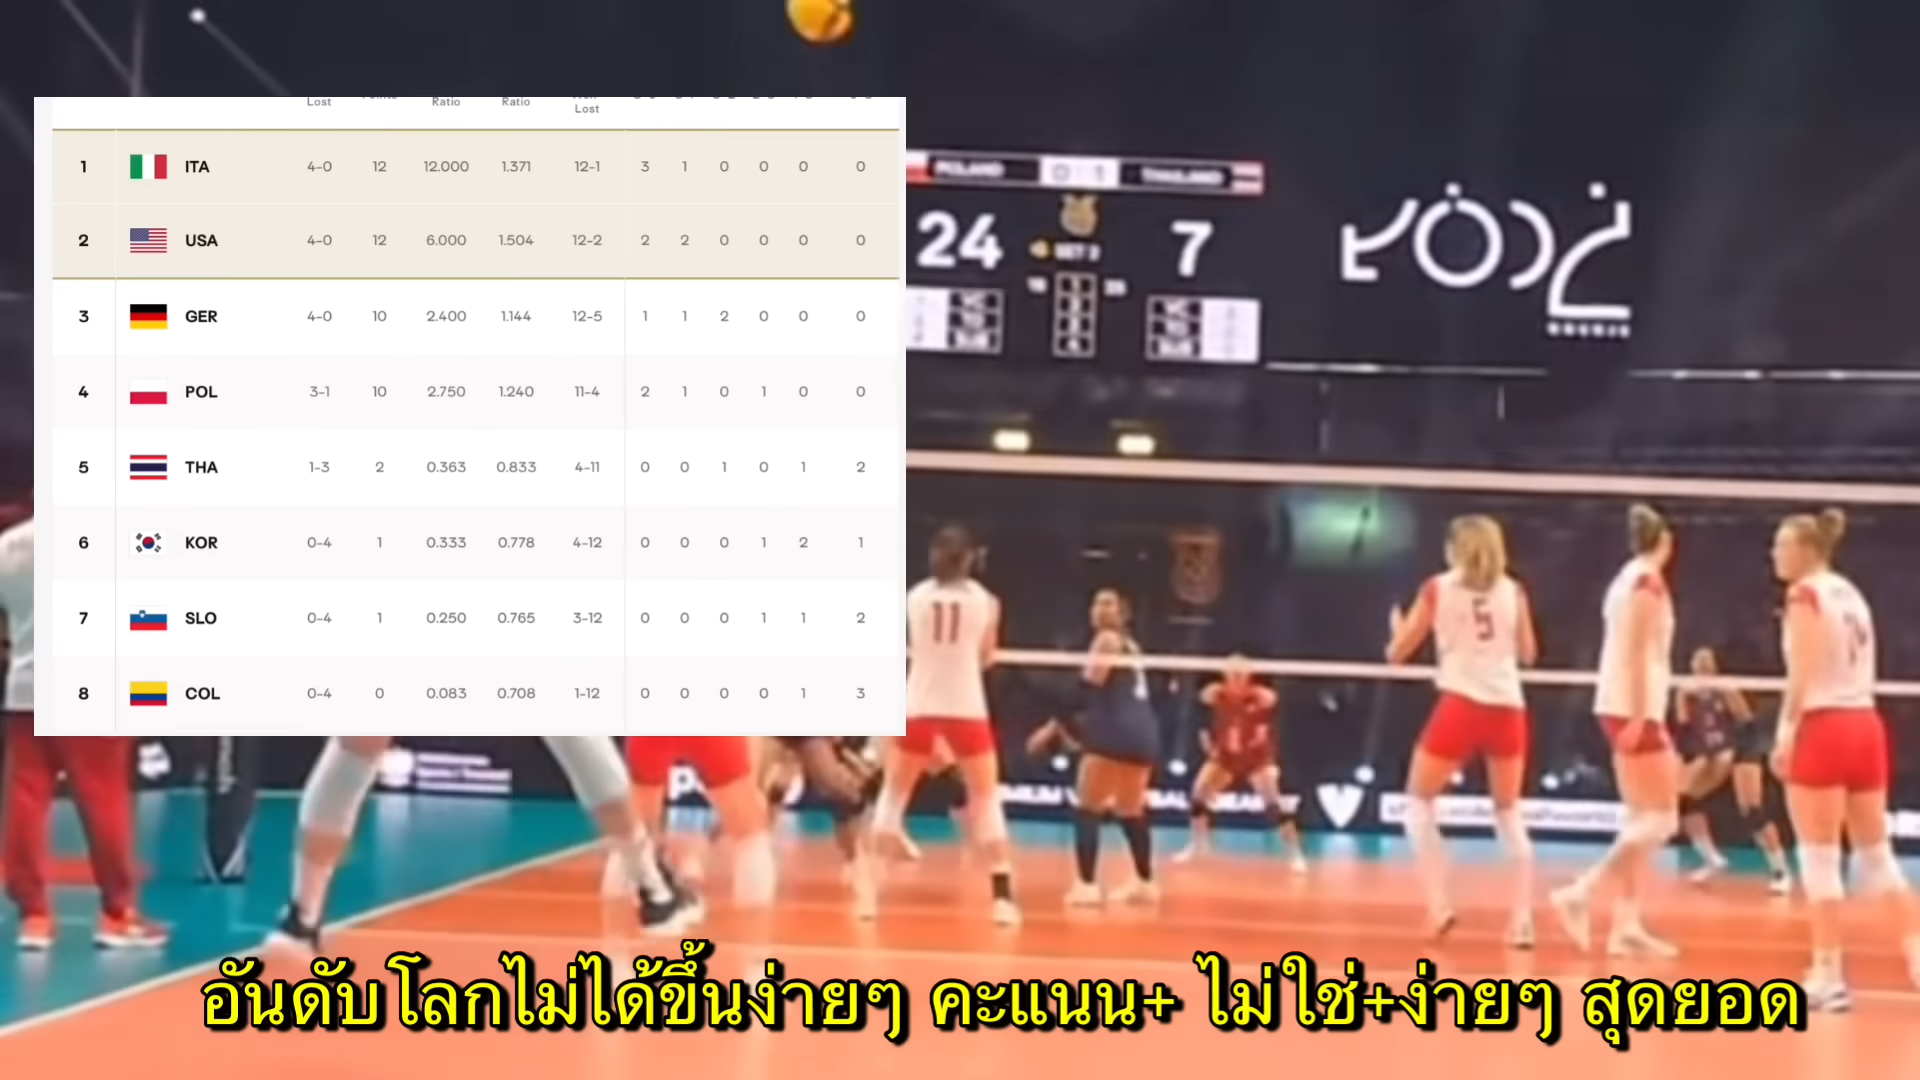 Lost Ratio Ratio
Lost
1 ITA 4-0 12 12.000 1.371 12-1 3 1 0 0 0 0
2 USA 4-0 12 6.000 1.504 12-2 2 2 0 0 0 0
3 GER 4-0 10 2.400 1.144 12-5 1 1 2 0 0 0
4 POL 3-1 10 2.750 1.240 11-4 2 1 0 1 0 0
5 THA 1-3 2 0.363 0.833 4-11 0 0 1 0 1 2
6 KOR 0-4 1 0.333 0.778 4-12 0 0 0 1 2 1
7 SLO 0-4 1 0.250 0.765 3-12 0 0 0 1 1 2
8 COL 0-4 0 0.083 0.708 1-12 0 0 0 0 1 3
POLAND 0 1 THAILAND
24 7
SET 2
11
5
อันดับโลกไม่ได้ขึ้นง่ายๆ คะแนน+ ไม่ใช่+ง่ายๆ สุดยอด